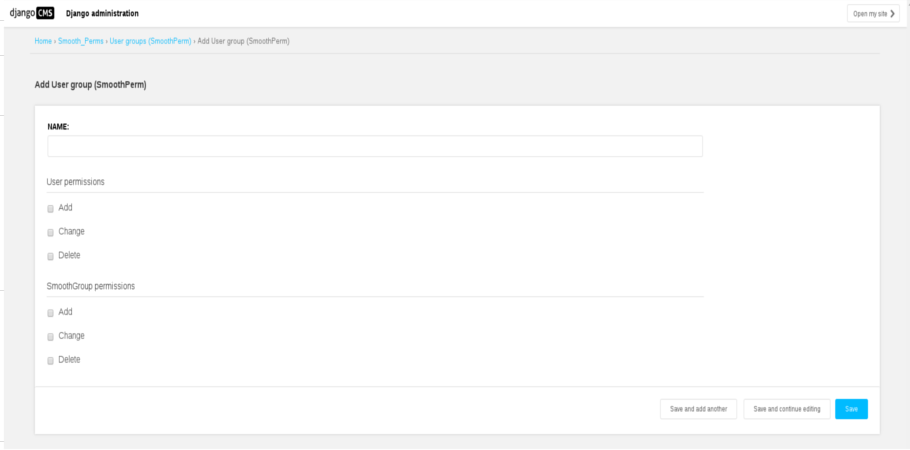 django CMS Django administration Open my site ❯
Home › Smooth_Perms › User groups (SmoothPerm) › Add User group (SmoothPerm)
Add User group (SmoothPerm)
NAME:
User permissions
Add
Change
Delete
SmoothGroup permissions
Add
Change
Delete
Save and add another Save and continue editing Save